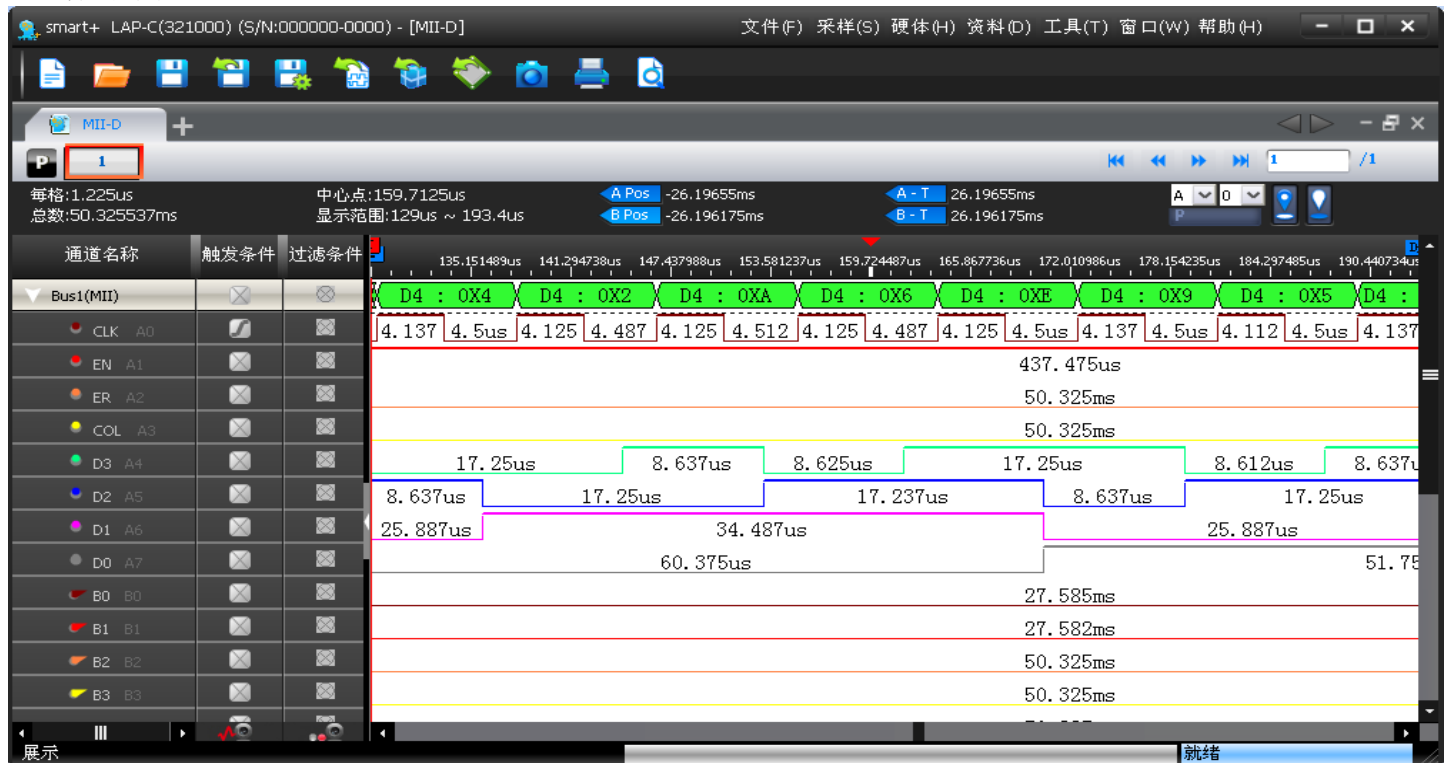 smart+ LAP-C(321000) (S/N:000000-0000) - [MII-D] 文件(F) 采样(S) 硬体(H) 资料(D) 工具(T) 窗口(W) 帮助(H)
MII-D
P 1 1 /1
每格:1.225us 中心点:159.7125us A Pos -26.19655ms A - T 26.19655ms A 0
总数:50.325537ms 显示范围:129us ~ 193.4us B Pos -26.196175ms B - T 26.196175ms P
通道名称 触发条件 过滤条件 135.151489us 141.294738us 147.437988us 153.581237us 159.724487us 165.867736us 172.010986us 178.154235us 184.297485us 190.440734us
Bus1(MII) D4 : 0X4 D4 : 0X2 D4 : 0XA D4 : 0X6 D4 : 0XE D4 : 0X9 D4 : 0X5 D4 :
CLK A0 4.137 4.5us 4.125 4.487 4.125 4.512 4.125 4.487 4.125 4.5us 4.137 4.5us 4.112 4.5us 4.137
EN A1 437.475us
ER A2 50.325ms
COL A3 50.325ms
D3 A4 17.25us 8.637us 8.625us 17.25us 8.612us 8.637u
D2 A5 8.637us 17.25us 17.237us 8.637us 17.25us
D1 A6 25.887us 34.487us 25.887us
D0 A7 60.375us 51.75
B0 B0 27.585ms
B1 B1 27.582ms
B2 B2 50.325ms
B3 B3 50.325ms
展示 就绪